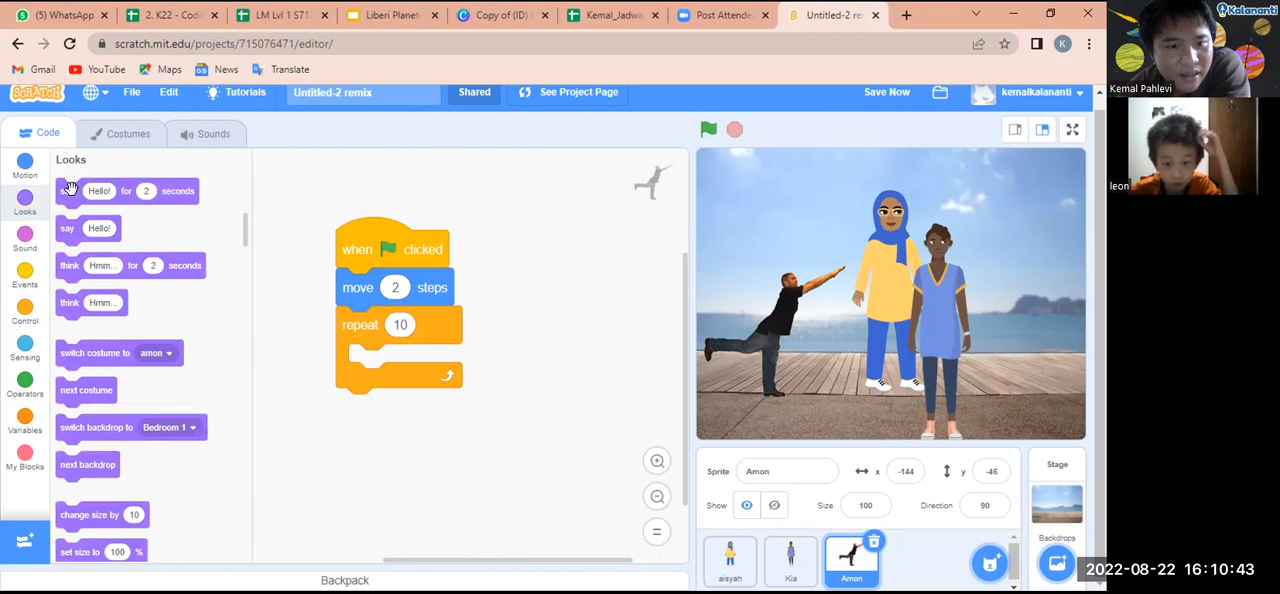 (5) WhatsApp
2. K22 - Codi
LM Lvl 1 S712
Liberi Planet
Copy of (ID) L
Kemal_Jadwa
Post Attende
Untitled-2 rem
scratch.mit.edu/projects/715076471/editor/
K
Gmail
YouTube
Maps
News
Translate
SCRATCH
File
Edit
Tutorials
Untitled-2 remix
Shared
See Project Page
Save Now
kemalkalananti
Code
Costumes
Sounds
Motion
Looks
Sound
Events
Control
Sensing
Operators
Variables
My Blocks
Looks
Hello! for 2 seconds
say Hello!
think Hmm... for 2 seconds
think Hmm...
switch costume to amon
next costume
switch backdrop to Bedroom 1
next backdrop
change size by 10
set size to 100 %
when clicked
move 2 steps
repeat 10
Backpack
Sprite Amon x -144 y -46
Show Size 100 Direction 90
aisyah
Kia
Amon
Stage
Backdrops
Kalananti
Kemal Pahlevi
leon
2022-08-22 16:10:43